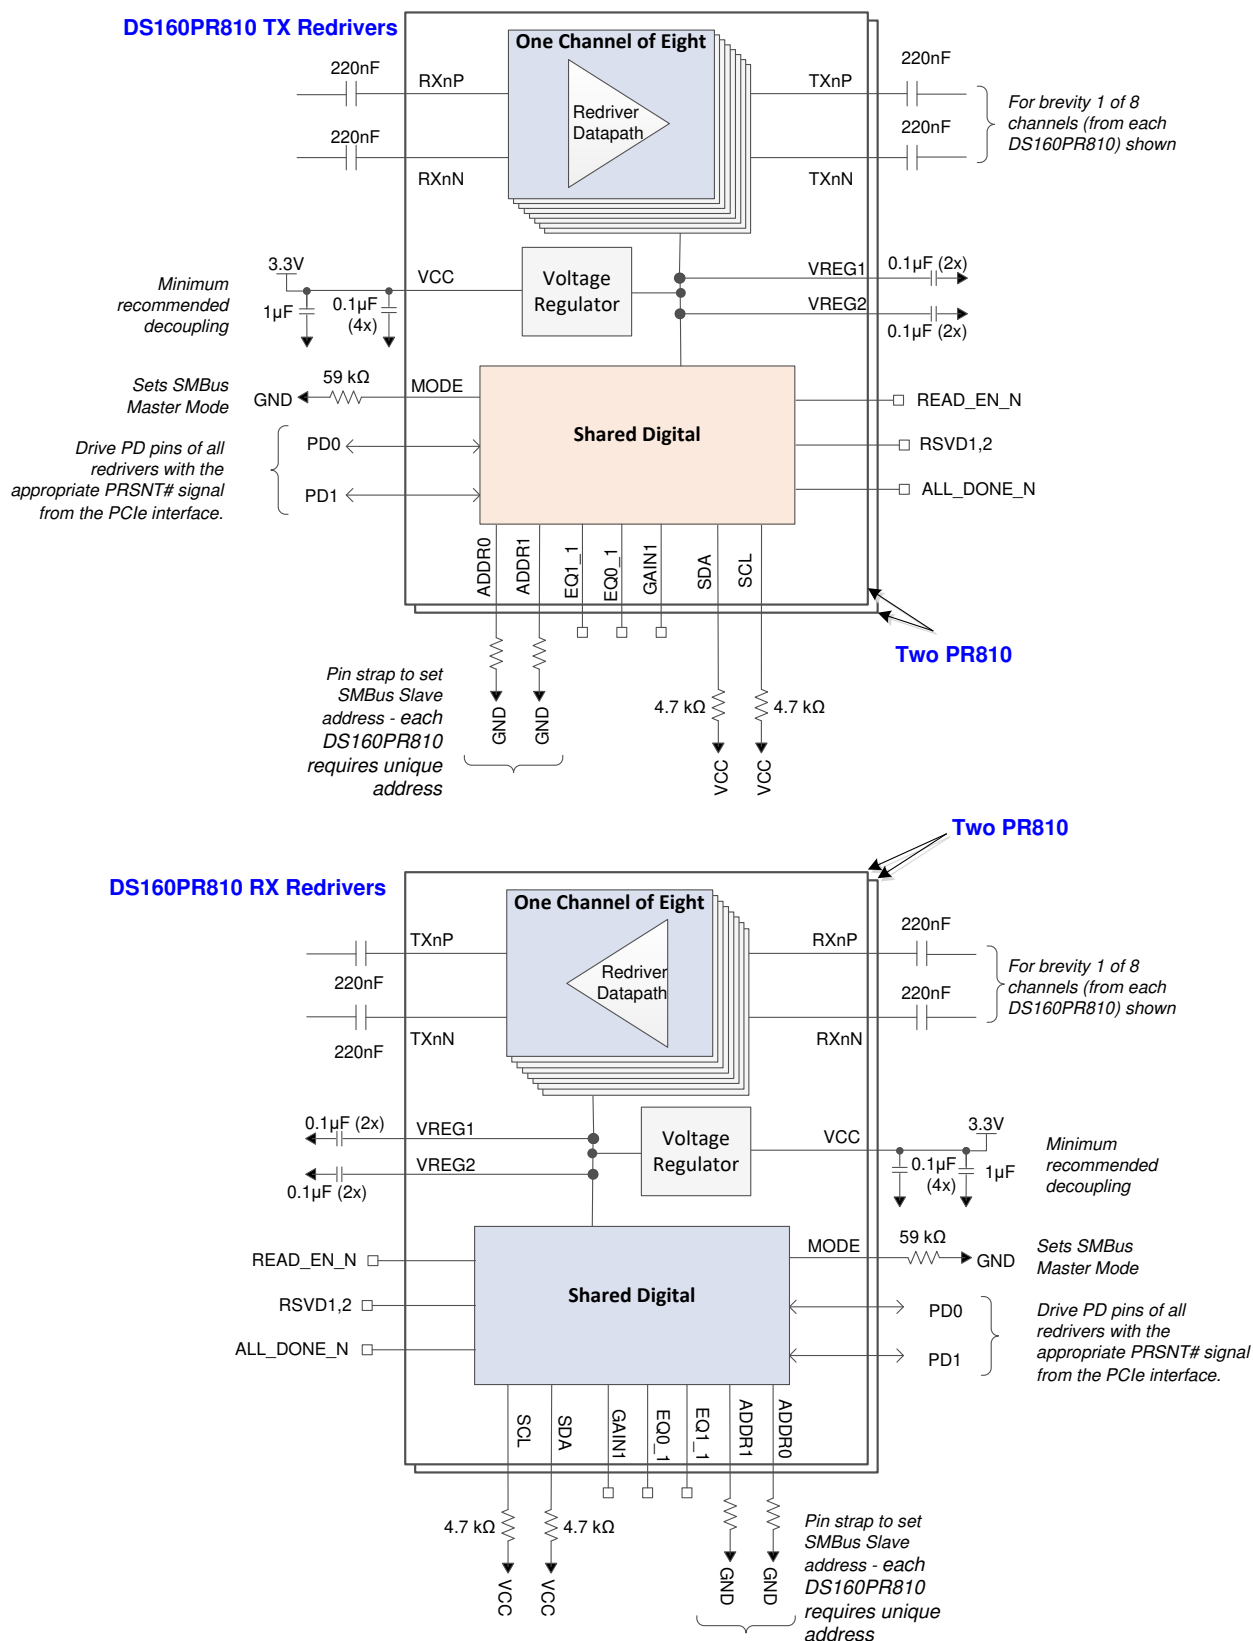 DS160PR810 TX Redrivers
One Channel of Eight
220nF
RXnP
TXnP
220nF
Redriver
Datapath
For brevity 1 of 8
channels (from each
DS160PR810) shown
220nF
RXnN
TXnN
220nF
3.3V
VCC
Voltage
Regulator
VREG1
0.1µF (2x)
Minimum
recommended
decoupling
1µF
0.1µF
(4x)
VREG2
0.1µF (2x)
Sets SMBus
Master Mode
GND
59 kΩ
MODE
Shared Digital
READ_EN_N
Drive PD pins of all
redrivers with the
appropriate PRSNT# signal
from the PCIe interface.
PD0
PD1
RSVD1,2
ALL_DONE_N
ADDR0
ADDR1
EQ1_1
EQ0_1
GAIN1
SDA
SCL
Two PR810
Pin strap to set
SMBus Slave
address - each
DS160PR810
requires unique
address
GND
GND
4.7 kΩ
4.7 kΩ
VCC
VCC
Two PR810
DS160PR810 RX Redrivers
One Channel of Eight
TXnP
220nF
RXnP
220nF
Redriver
Datapath
For brevity 1 of 8
channels (from each
DS160PR810) shown
TXnN
220nF
RXnN
220nF
0.1µF (2x)
VREG1
VREG2
0.1µF (2x)
Voltage
Regulator
VCC
3.3V
0.1µF
(4x)
1µF
Minimum
recommended
decoupling
READ_EN_N
RSVD1,2
ALL_DONE_N
Shared Digital
MODE
59 kΩ
GND
Sets SMBus
Master Mode
PD0
PD1
Drive PD pins of all
redrivers with the
appropriate PRSNT# signal
from the PCIe interface.
SCL
SDA
GAIN1
EQ0_1
EQ1_1
ADDR1
ADDR0
4.7 kΩ
4.7 kΩ
VCC
VCC
GND
GND
Pin strap to set
SMBus Slave
address - each
DS160PR810
requires unique
address